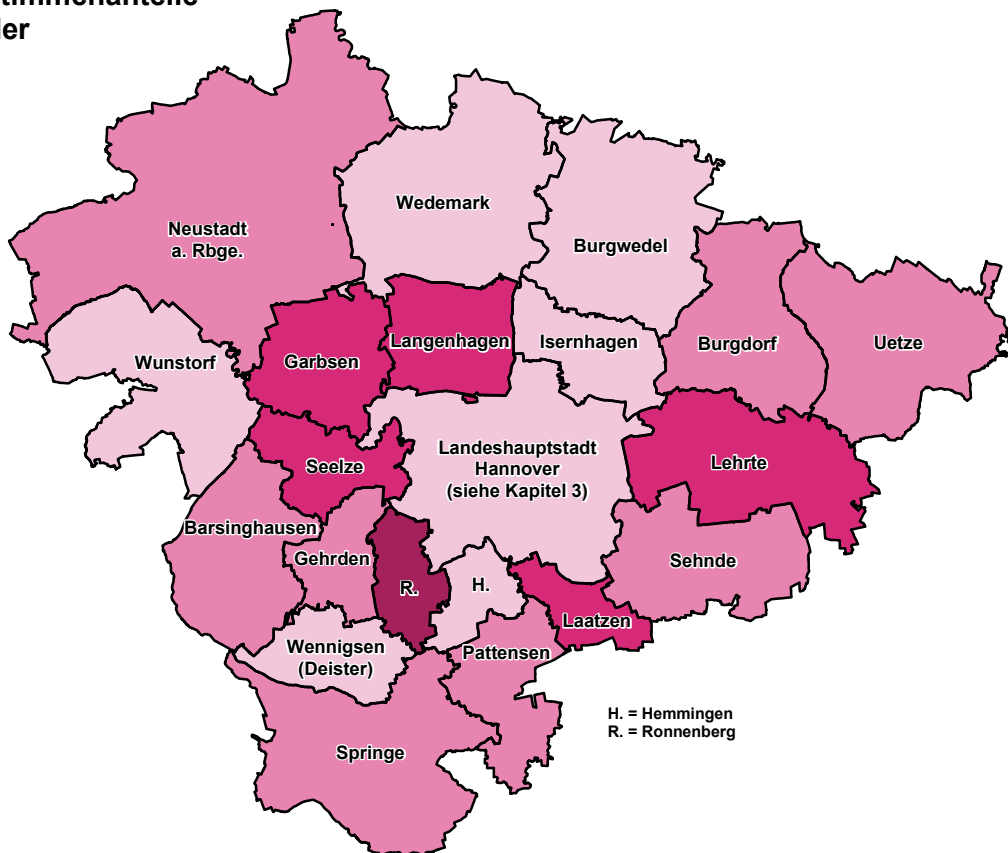 Wedemark
Neustadt
a. Rbge.
Burgwedel
Wunstorf
Garbsen
Langenhagen
Isernhagen
Burgdorf
Uetze
Landeshauptstadt
Hannover
(siehe Kapitel 3)
Seelze
Lehrte
Barsinghausen
Gehrden
R.
H.
Sehnde
Laatzen
Wennigsen
(Deister)
Pattensen
H. = Hemmingen
R. = Ronnenberg
Springe